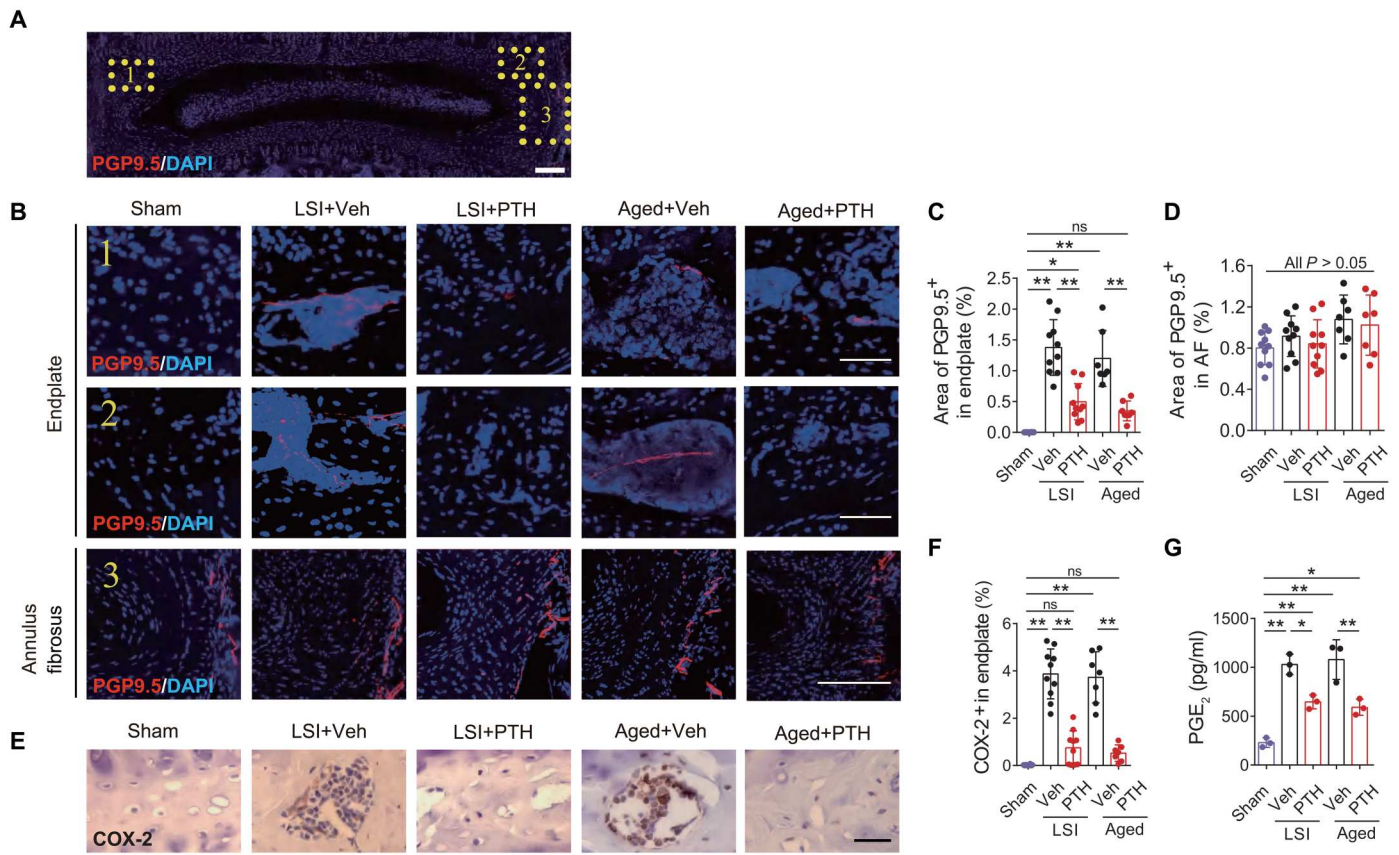 A
1
2
3
PGP9.5/DAPI
B
Sham
LSI+Veh
LSI+PTH
Aged+Veh
Aged+PTH
Endplate
1
PGP9.5/DAPI
2
PGP9.5/DAPI
Annulus
fibrosus
3
PGP9.5/DAPI
C
ns
**
*
** ** **
Area of PGP9.5+
in endplate (%)
2.5
2.0
1.5
1.0
0.5
0.0
Sham
Veh
PTH
Veh
PTH
LSI
Aged
D
All P > 0.05
Area of PGP9.5+
in AF (%)
1.6
1.2
0.8
0.4
0.0
Sham
Veh
PTH
Veh
PTH
LSI
Aged
E
Sham
LSI+Veh
LSI+PTH
Aged+Veh
Aged+PTH
COX-2
F
ns
**
ns
** ** **
COX-2 + in endplate (%)
6
4
2
0
Sham
Veh
PTH
Veh
PTH
LSI
Aged
G
*
**
**
** * **
PGE2 (pg/ml)
1500
1000
500
0
Sham
Veh
PTH
Veh
PTH
LSI
Aged